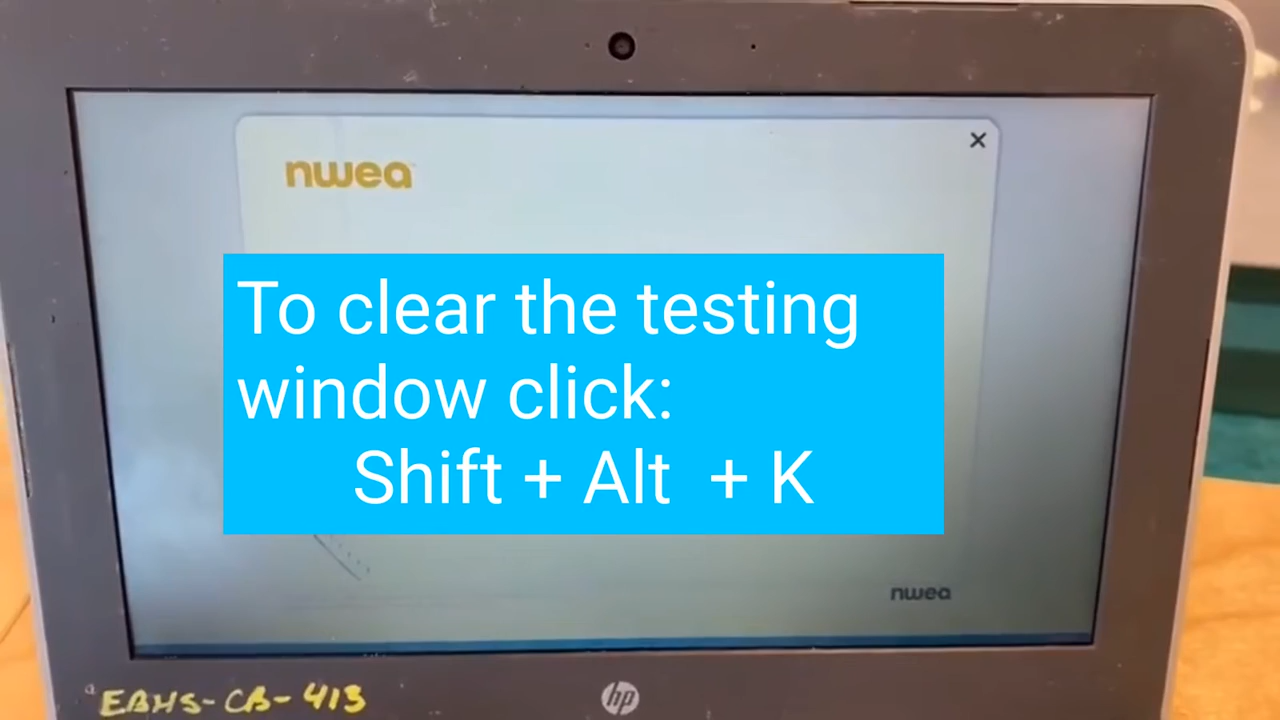 nwea
To clear the testing
window click:
Shift + Alt + K
nwea
EBHS-CB-413
hp